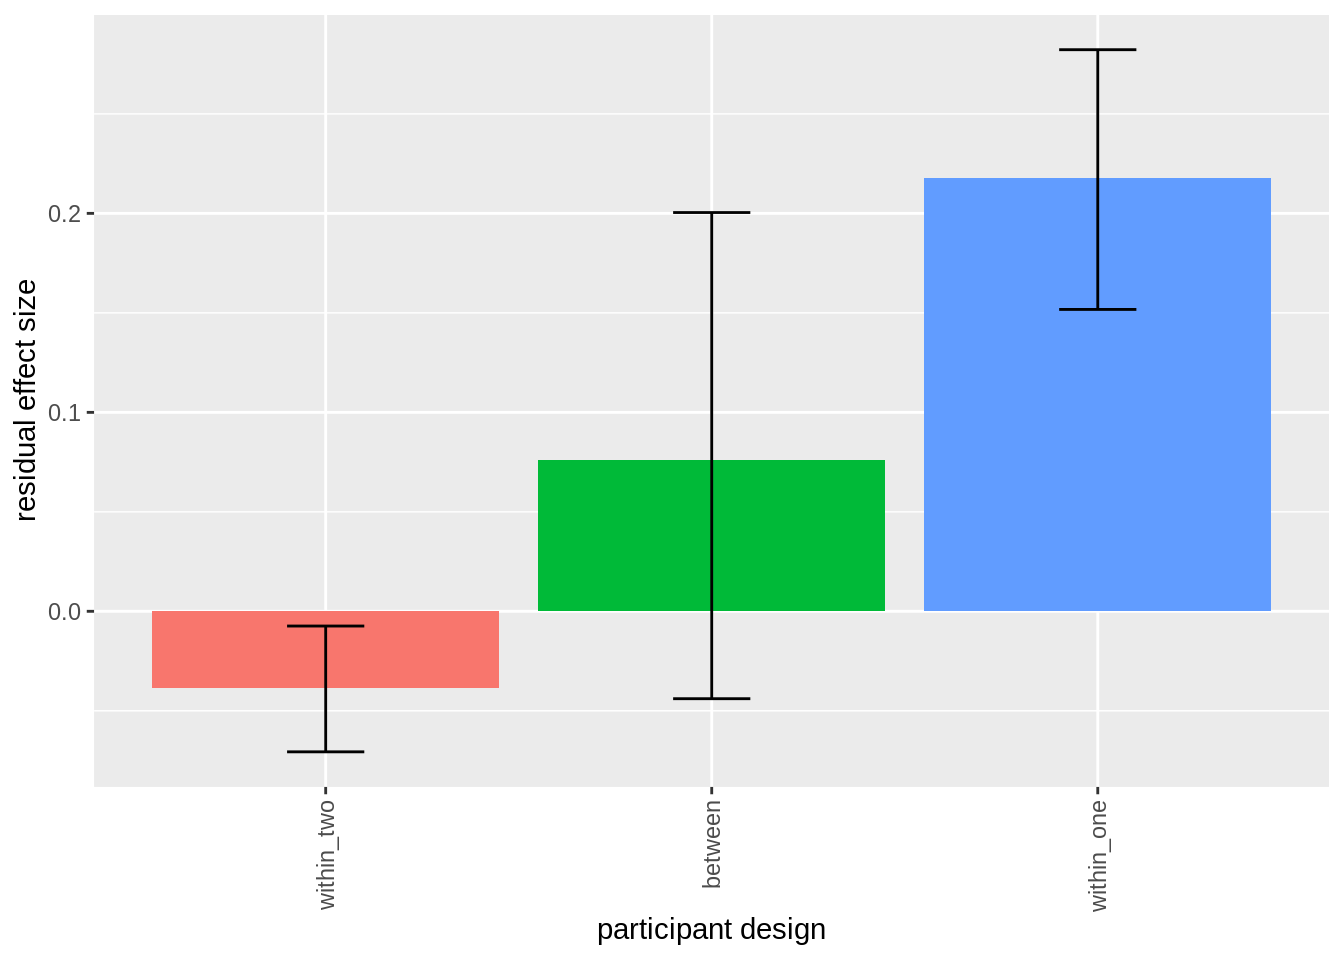 residual effect size
0.2
0.1
0.0
within_two
between
within_one
participant design